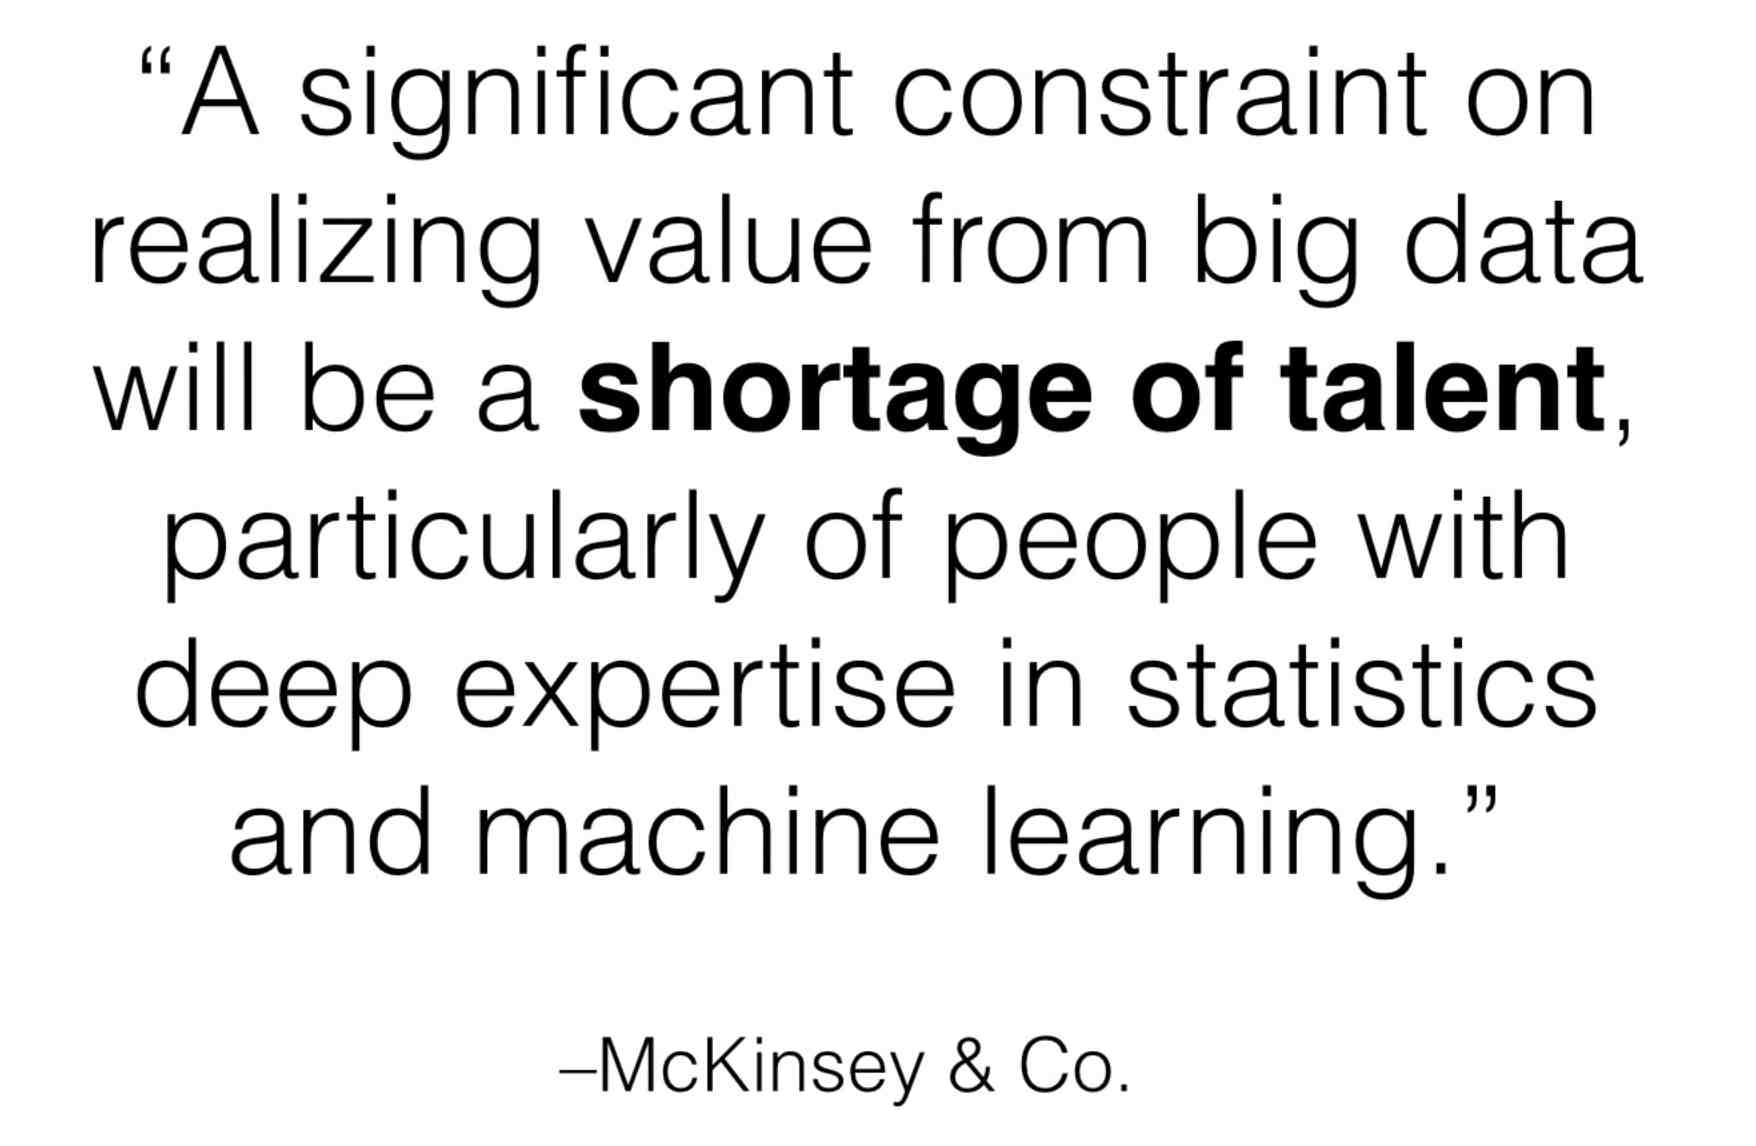 “A significant constraint on
realizing value from big data
will be a shortage of talent,
particularly of people with
deep expertise in statistics
and machine learning.”
–McKinsey & Co.